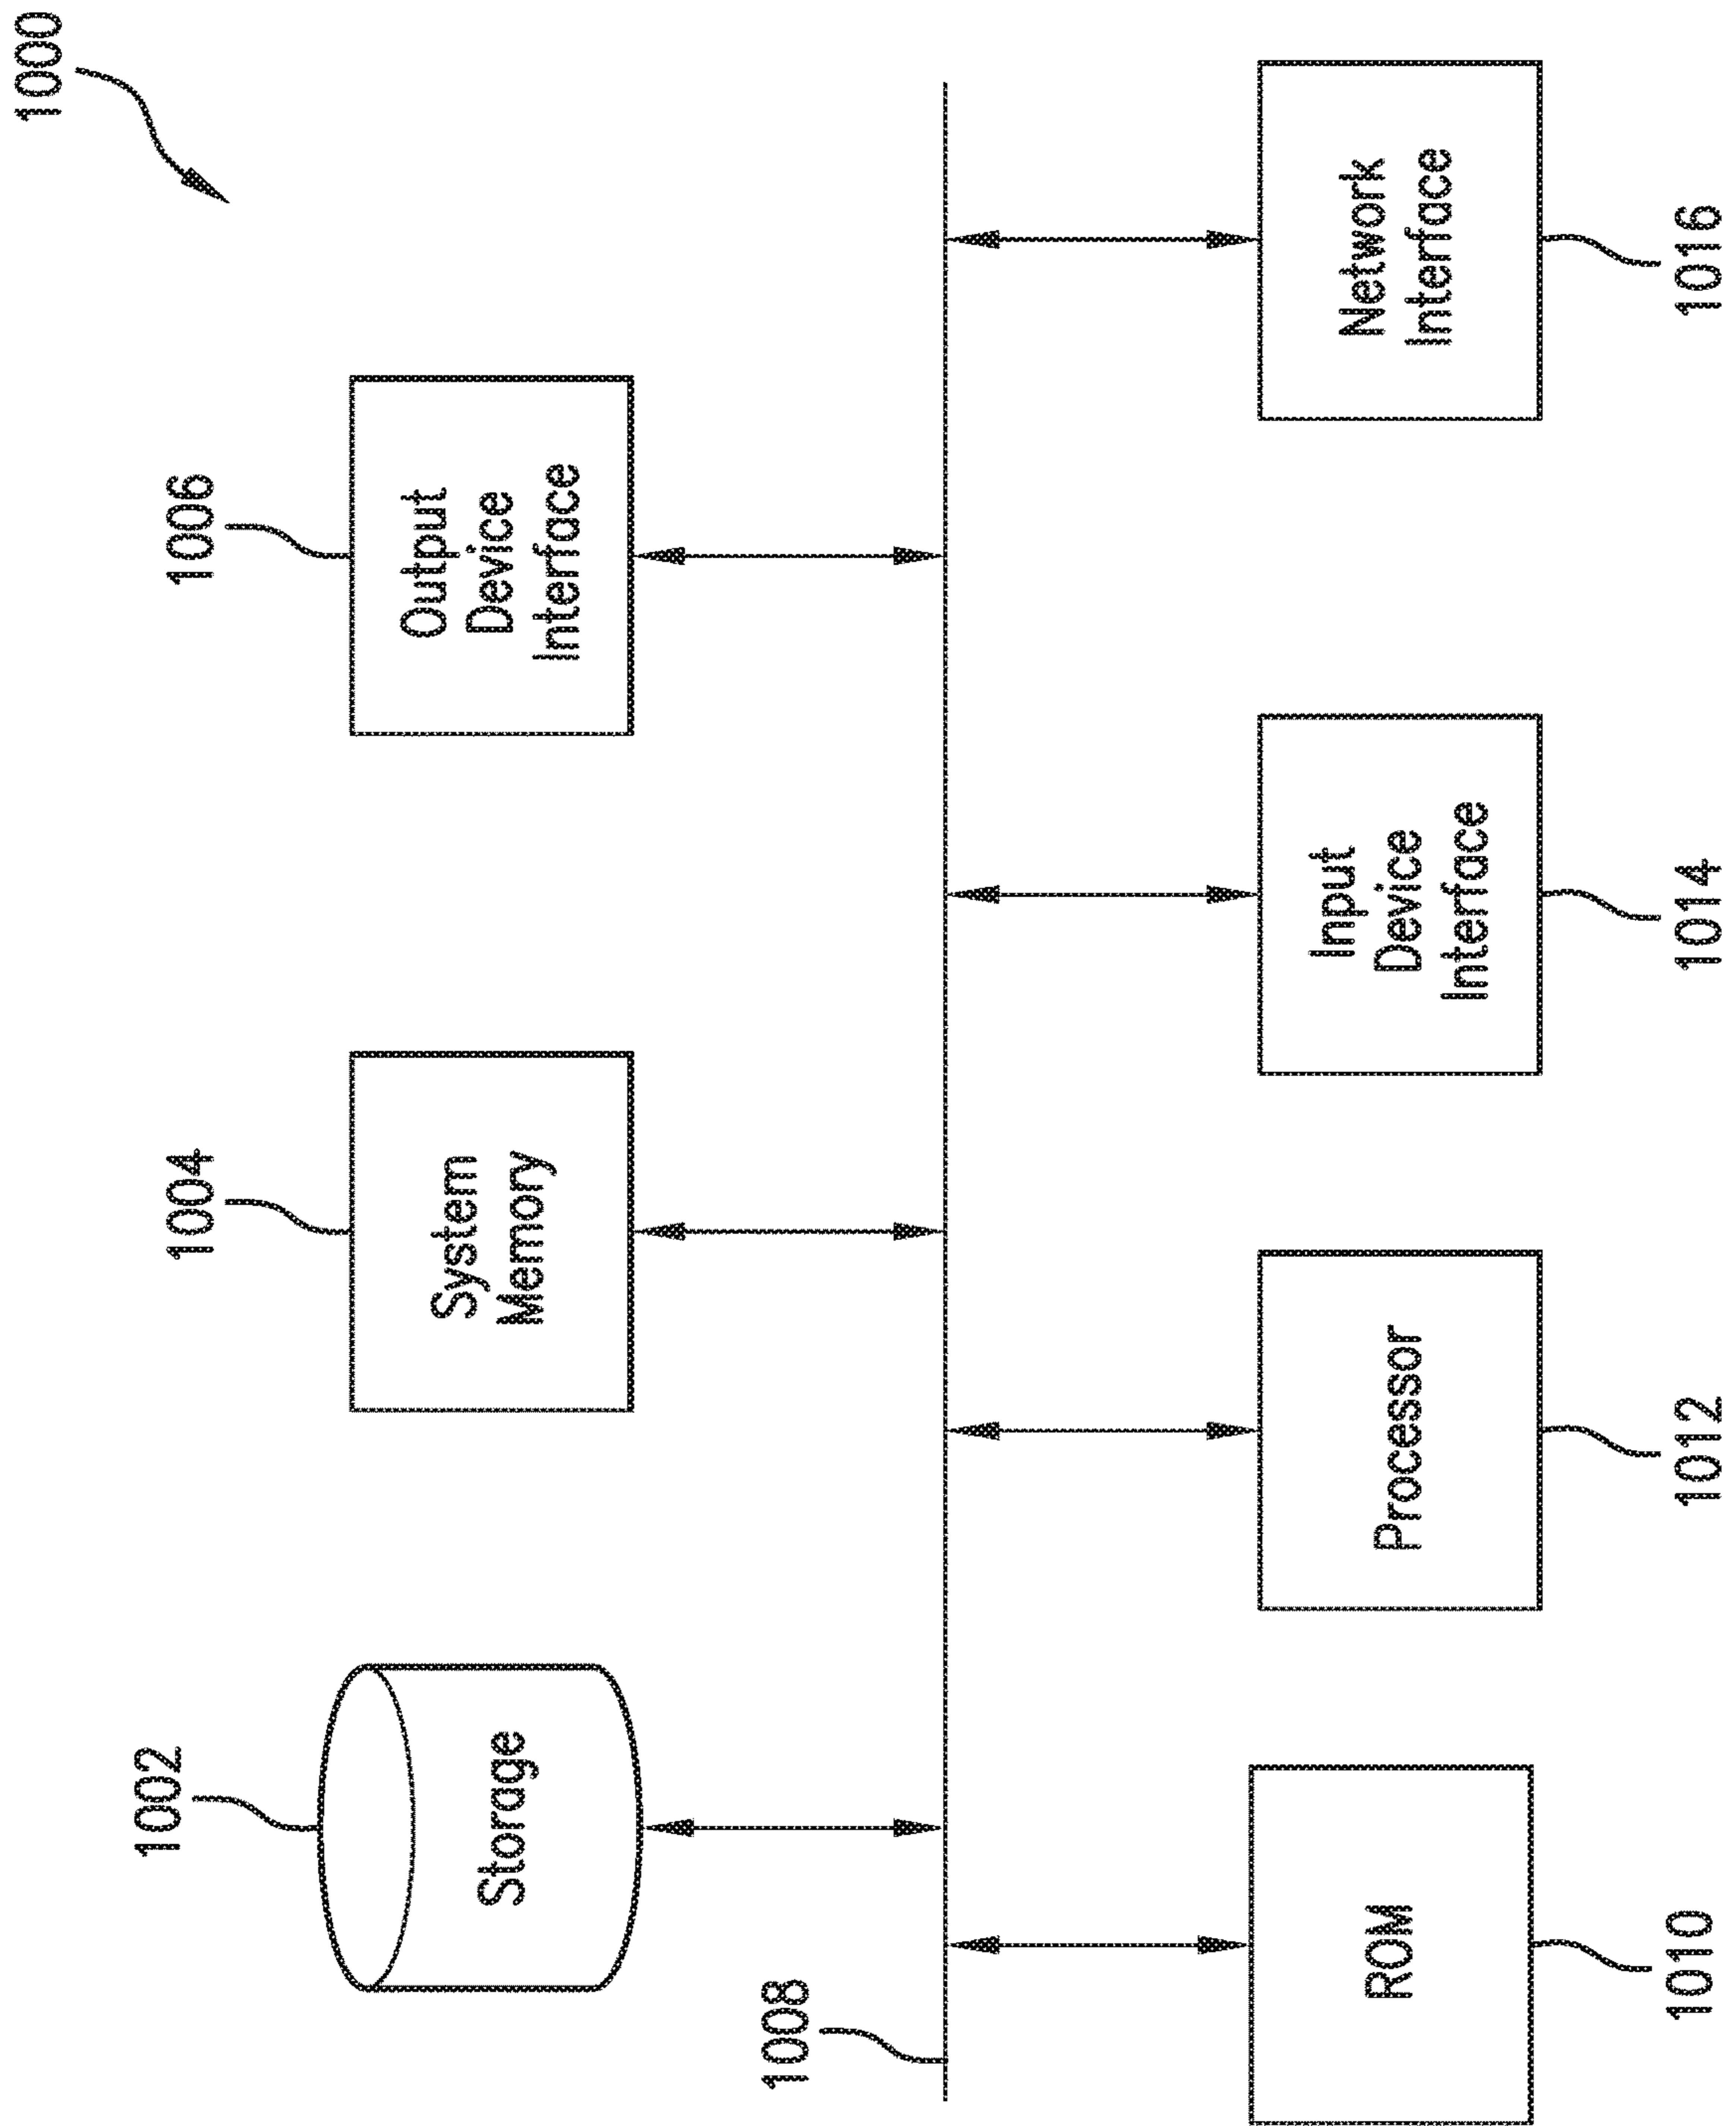 1000
1002
1004
1006
Storage
System
Memory
Output
Device
Interface
1008
ROM
Processor
Input
Device
Interface
Network
Interface
1010
1012
1014
1016